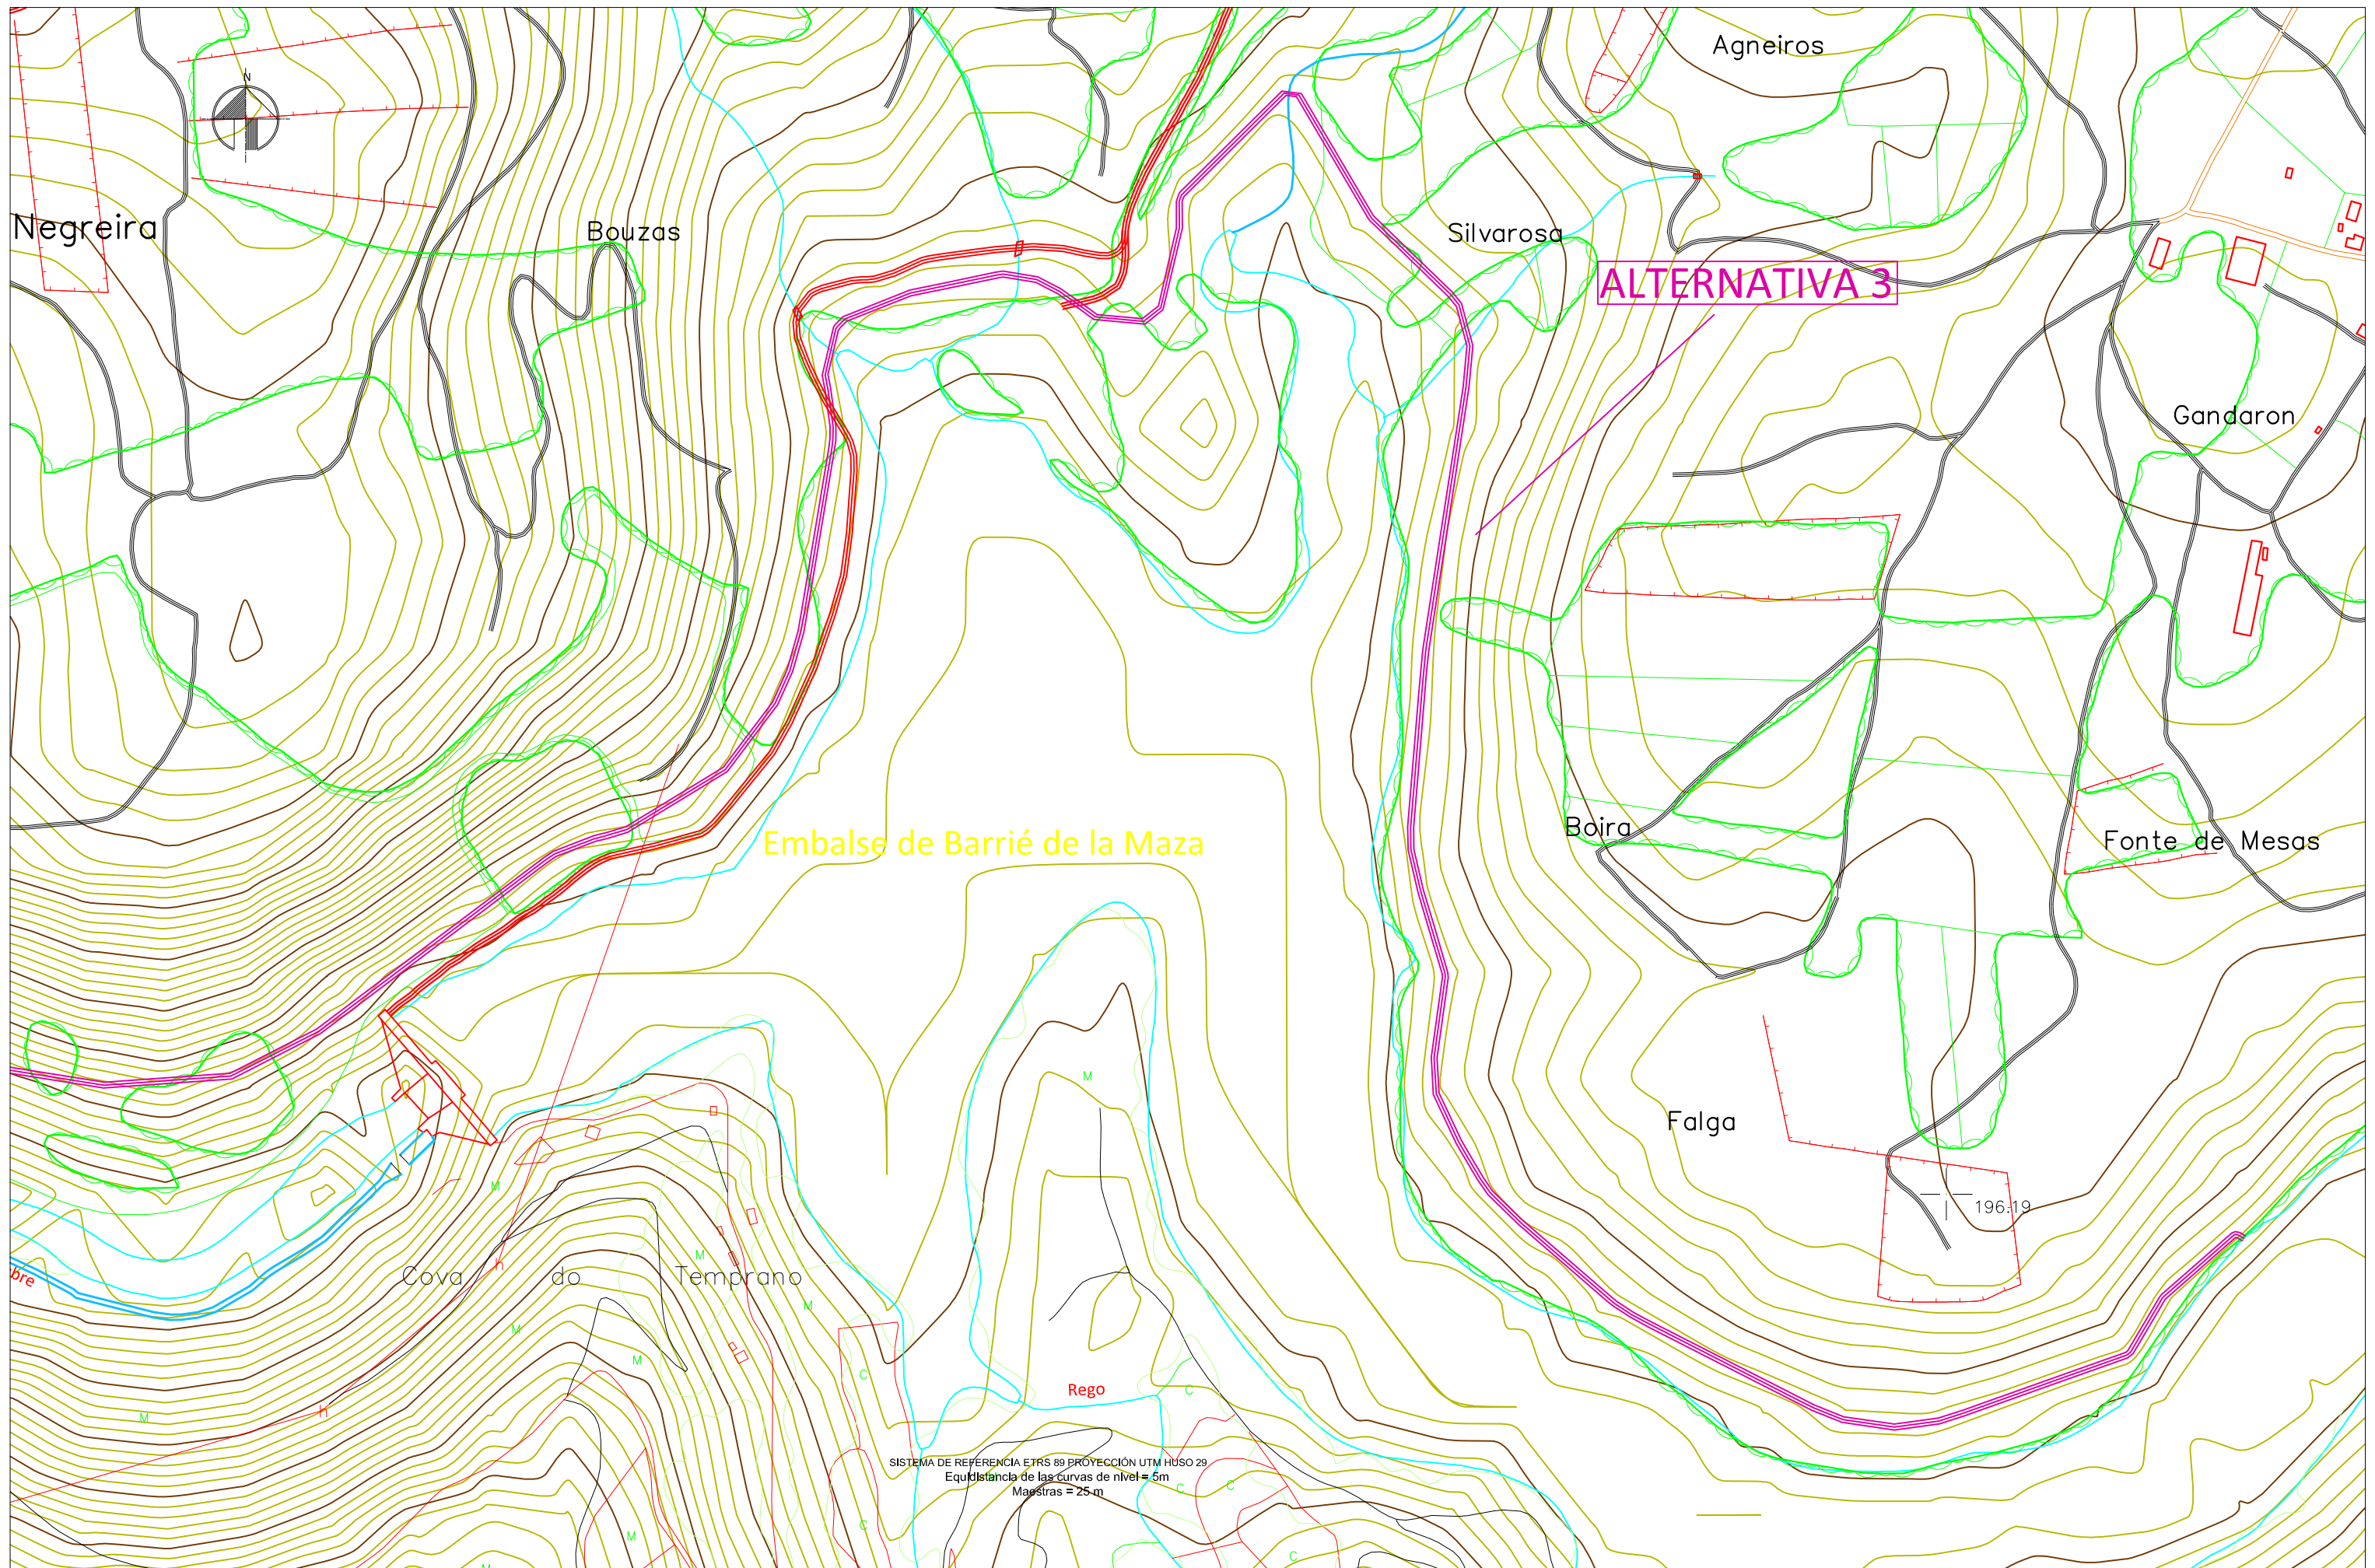 Agneiros
N
Negreira
Bouzas
Silvarosa
ALTERNATIVA 3
Gandaron
Embalse de Barrié de la Maza
Boira
Fonte de Mesas
M
Falga
M
196.19
M
h
bre
Cova do Temprano
M
M
M
C
Rego
C
h
M
SISTEMA DE REFERENCIA ETRS 89 PROYECCIÓN UTM HUSO 29
Equidistancia de las curvas de nivel = 5m
Maestras = 25 m
C
C
C
M
C
M